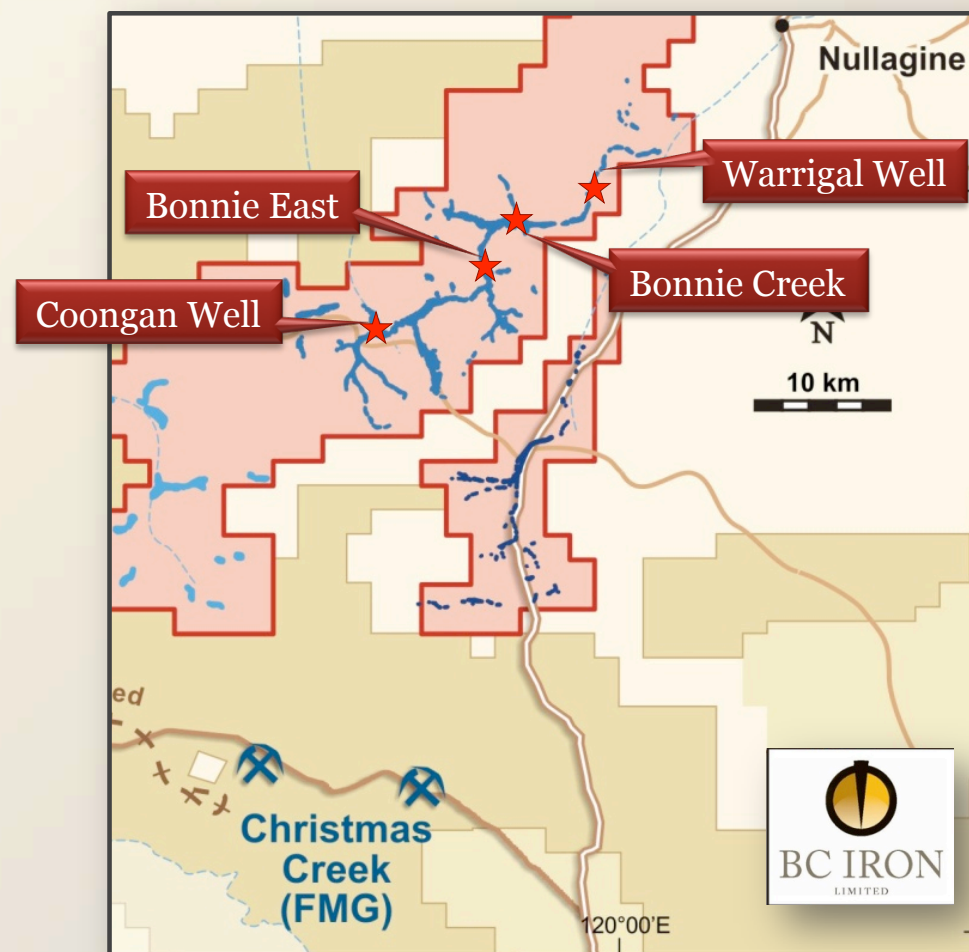 Nullagine
Warrigal Well
Bonnie East
Bonnie Creek
Coongan Well
N
10 km
ed
Christmas
Creek
(FMG)
BC IRON
LIMITED
120°00'E